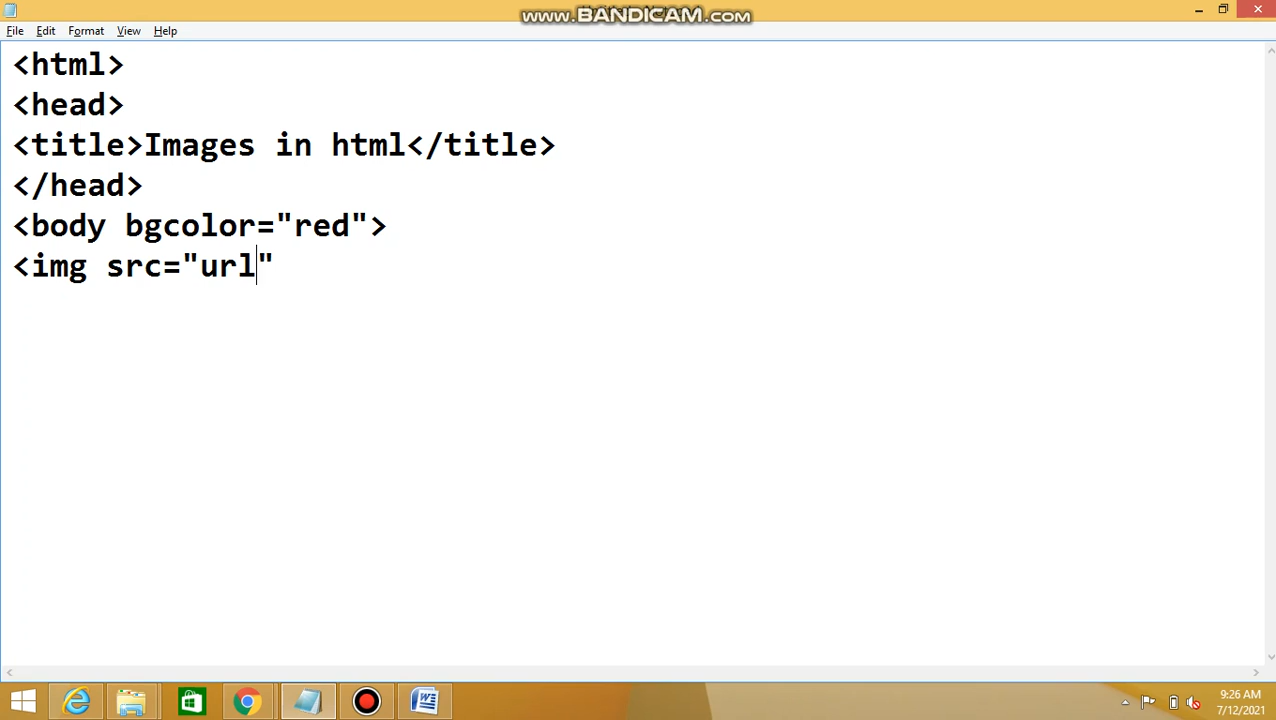 www.BANDICAM.com
File Edit Format View Help
<html>
<head>
<title>Images in html</title>
</head>
<body bgcolor="red">
<img src="url"
9:26 AM
7/12/2021